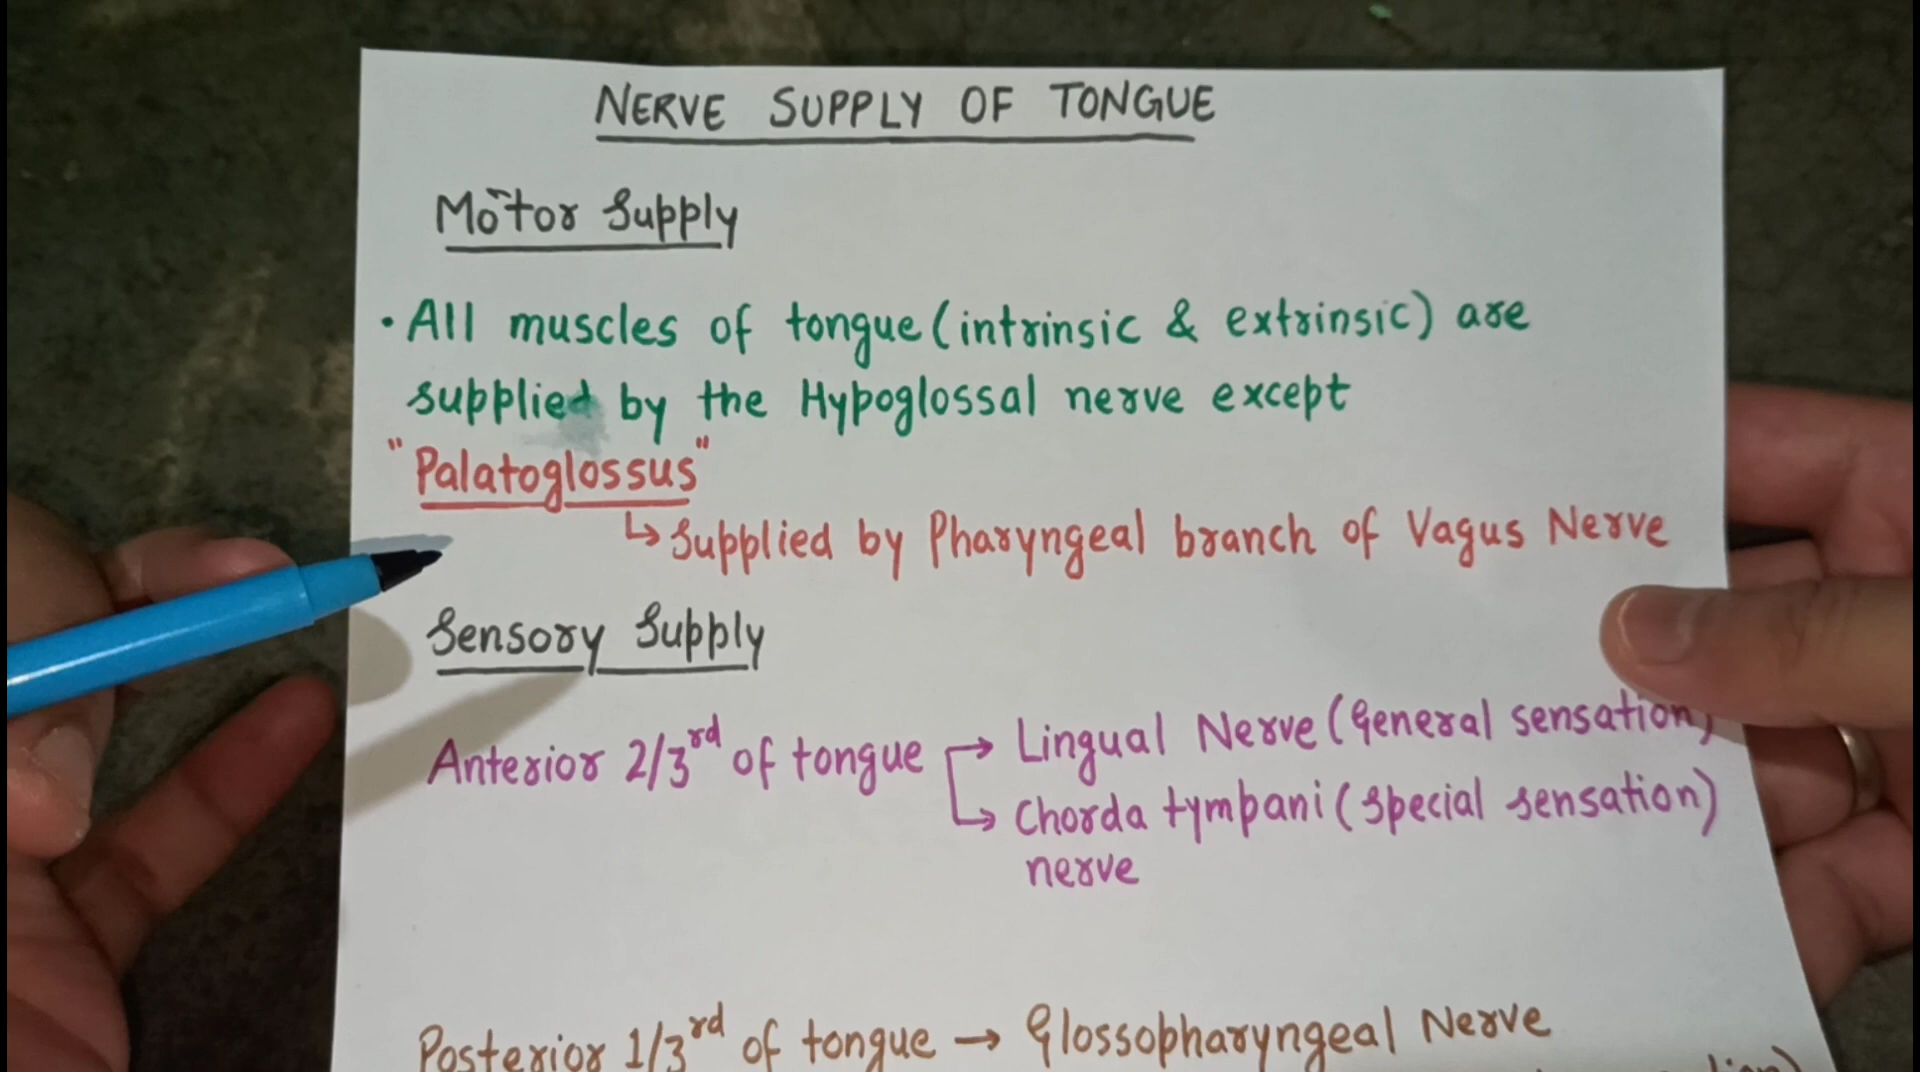 NERVE SUPPLY OF TONGUE
Motor Supply
• All muscles of tongue (intrinsic & extrinsic) are
supplied by the Hypoglossal nerve except
"Palatoglossus"
↳ Supplied by Pharyngeal branch of Vagus Nerve
Sensory Supply
Anterior 2/3rd of tongue → Lingual Nerve (General sensation)
↳ Chorda tympani (special sensation)
nerve
Posterior 1/3rd of tongue → Glossopharyngeal Nerve